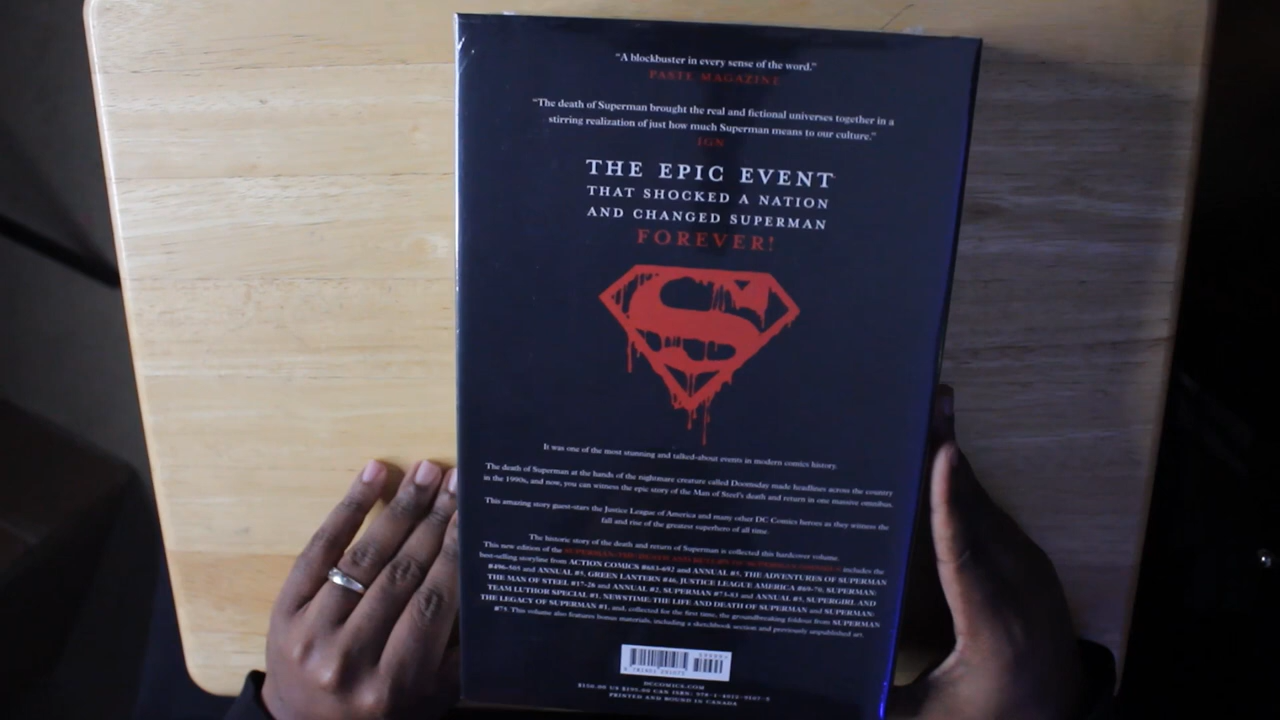 “A blockbuster in every sense of the word.”
PASTE MAGAZINE
“The death of Superman brought the real and fictional universes together in a
stirring realization of just how much Superman means to our culture.”
IGN
THE EPIC EVENT
THAT SHOCKED A NATION
AND CHANGED SUPERMAN
FOREVER!
It was one of the most stunning and talked-about events in modern comics history.
The death of Superman at the hands of the nightmare creature called Doomsday made headlines across the country
in the 1990s, and now, you can witness the epic story of the Man of Steel's death and return in one massive omnibus.
This amazing story guest-stars the Justice League of America and many other DC Comics heroes as they witness the
fall and rise of the greatest superhero of all time.
The historic story of the death and return of Superman is collected this hardcover volume.
This new edition of the SUPERMAN: THE DEATH AND RETURN OF SUPERMAN OMNIBUS includes the
best-selling storyline from ACTION COMICS #683-692 and ANNUAL #5, THE ADVENTURES OF SUPERMAN
#496-505 and ANNUAL #5, GREEN LANTERN #46, JUSTICE LEAGUE AMERICA #69-70, SUPERMAN:
THE MAN OF STEEL #17-26 and ANNUAL #2, SUPERMAN #73-83 and ANNUAL #5, SUPERGIRL AND
TEAM LUTHOR SPECIAL #1, NEWSTIME: THE LIFE AND DEATH OF SUPERMAN and SUPERMAN:
THE LEGACY OF SUPERMAN #1, and, collected for the first time, the groundbreaking foldout from SUPERMAN
#75. This volume also features bonus materials, including a sketchbook section and previously unpublished art.
DCCOMICS.COM
$150.00 US $195.00 CAN ISBN:
PRINTED AND BOUND IN CANADA